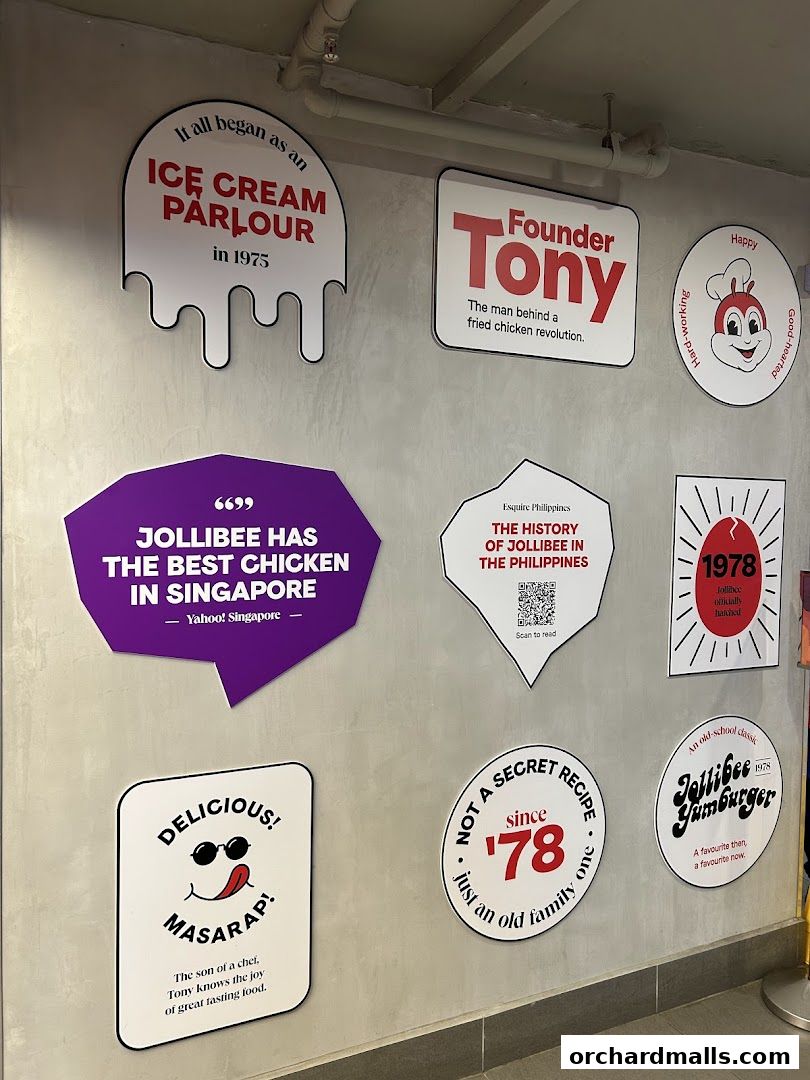 It all began as an
ICE CREAM
PARLOUR
in 1975
Founder
Tony
The man behind a
fried chicken revolution.
Happy
Hard-working
Good-hearted
“”
JOLLIBEE HAS
THE BEST CHICKEN
IN SINGAPORE
— Yahoo! Singapore —
Esquire Philippines
THE HISTORY
OF JOLLIBEE IN
THE PHILIPPINES
Scan to read
1978
Jollibee
officially
hatched
DELICIOUS!
MASARAP!
The son of a chef,
Tony knows the joy
of great tasting food.
• NOT A SECRET RECIPE •
since
'78
just an old family one
An old-school classic
Jollibee
1978
Yumburger
A favourite then,
a favourite now.
orchardmalls.com